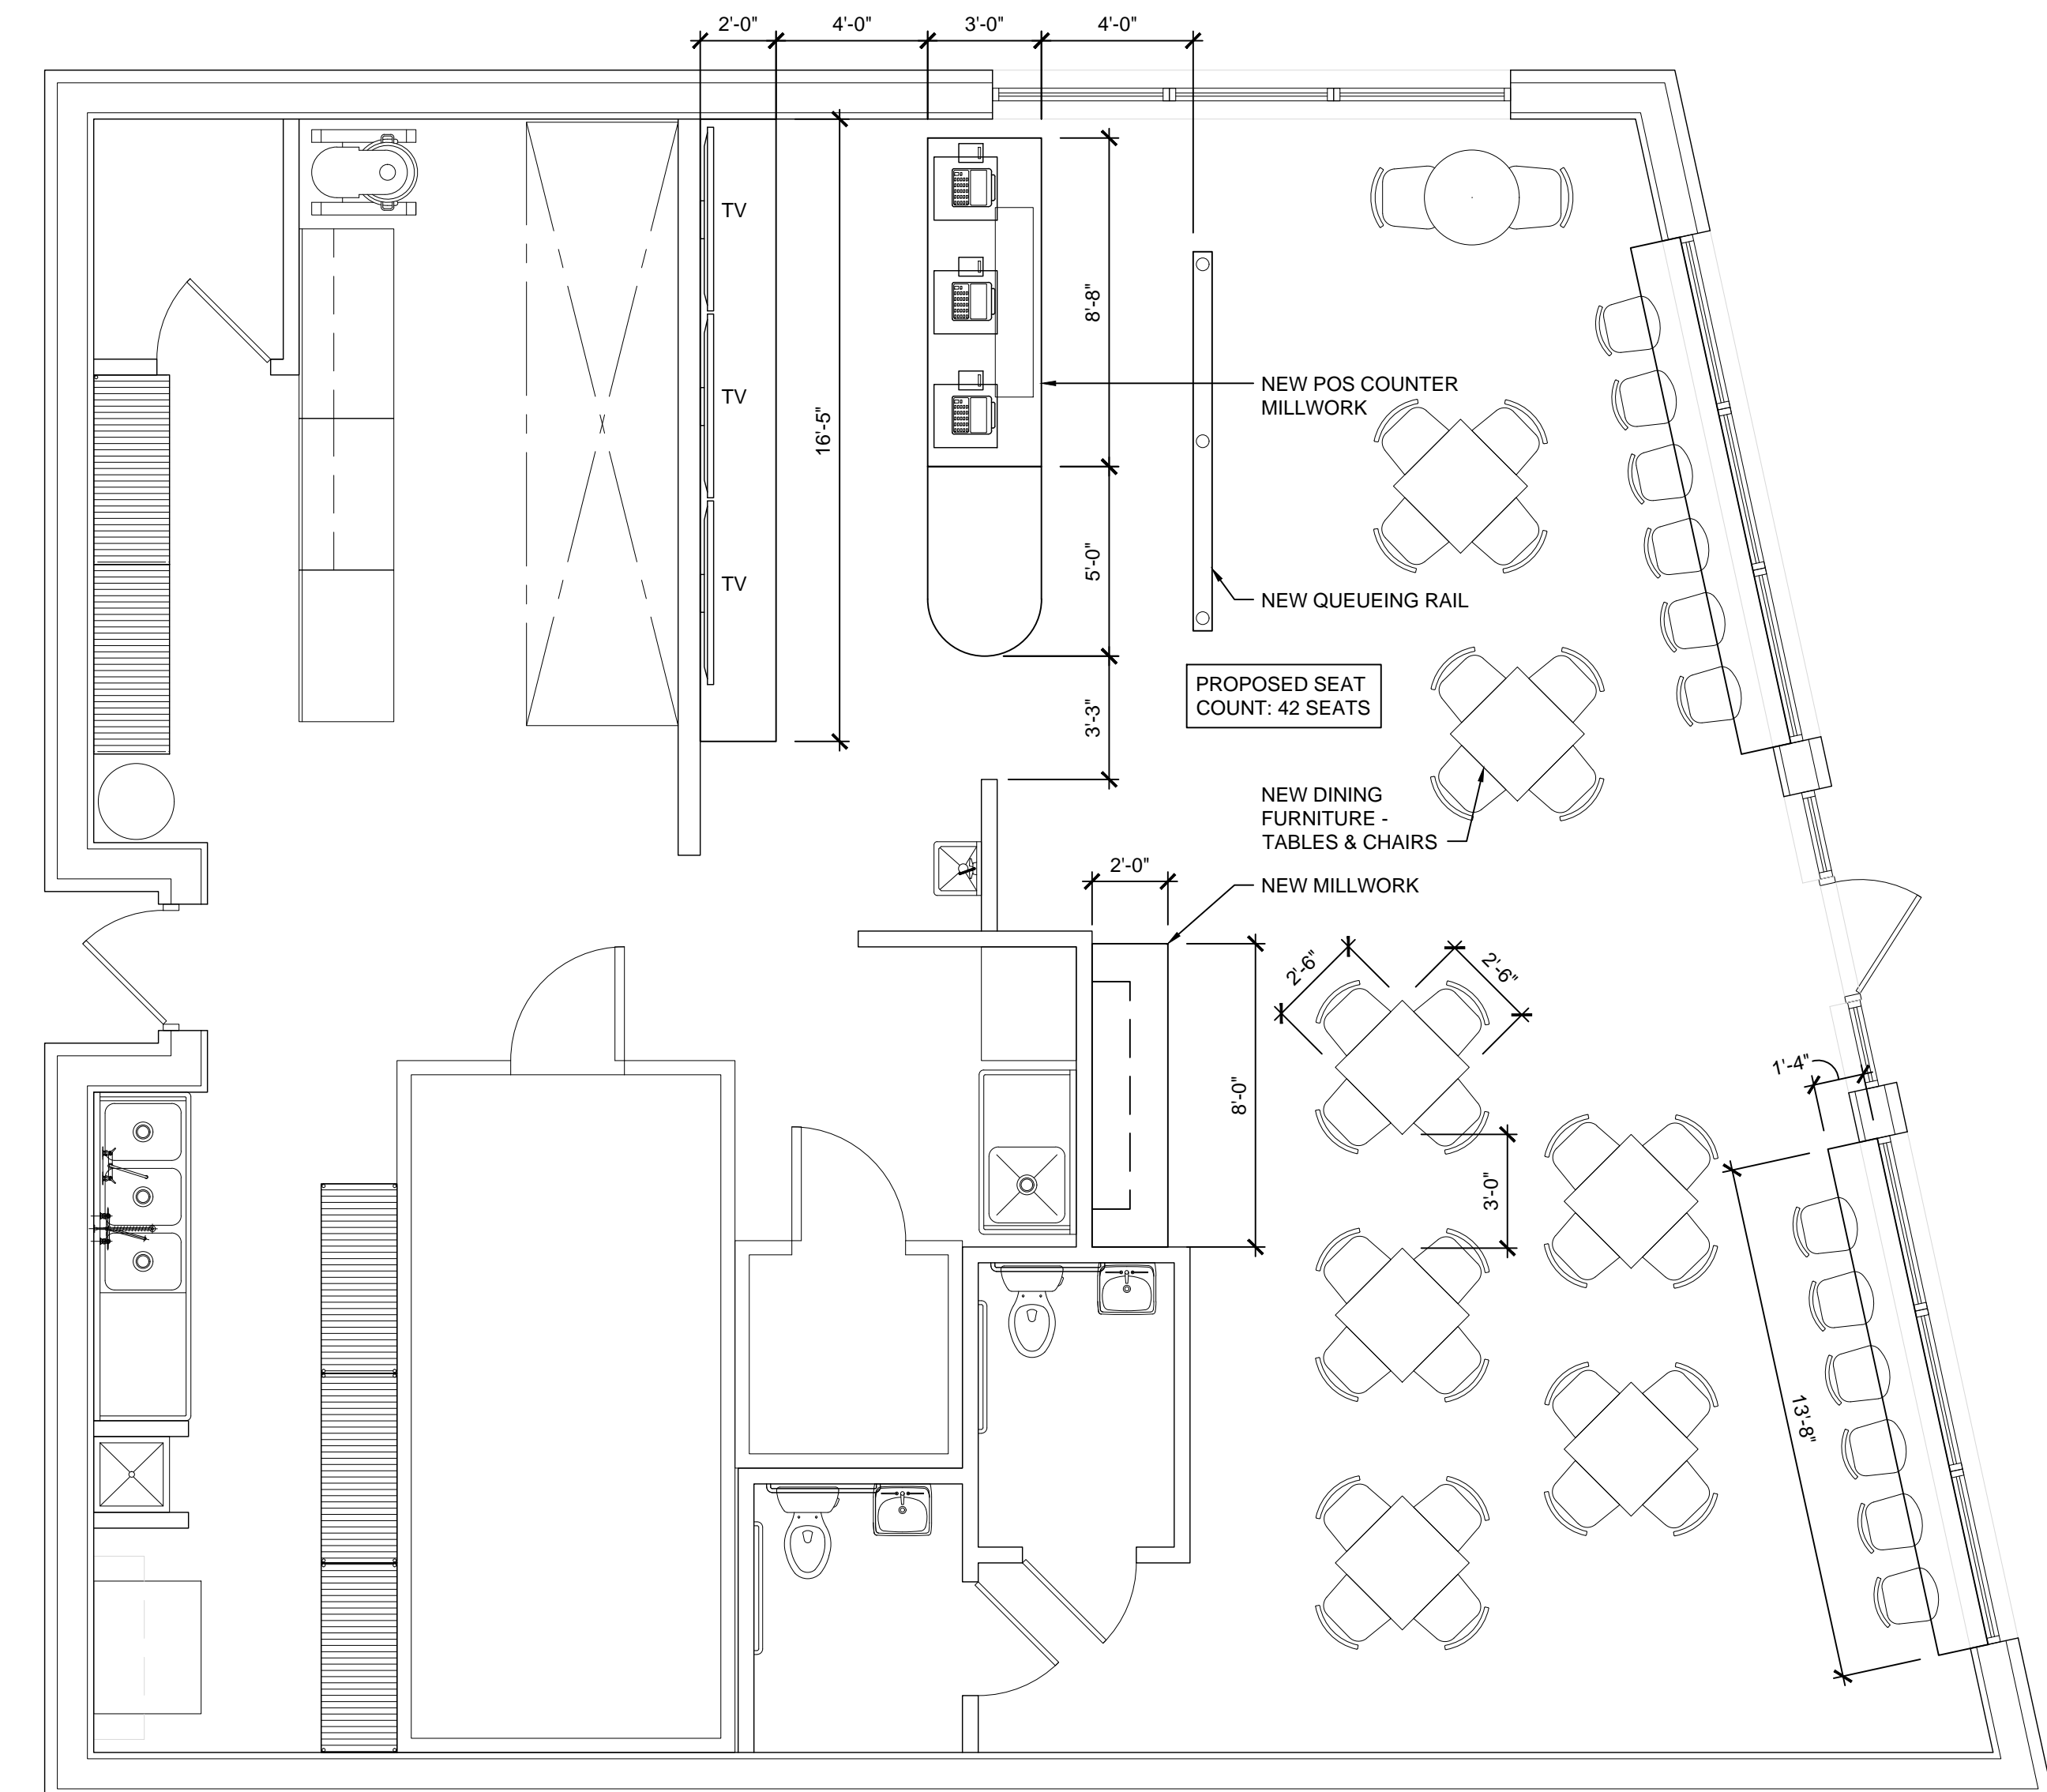 2'-0"
4'-0"
3'-0"
4'-0"
TV
TV
TV
16'-5"
8'-8"
5'-0"
3'-3"
NEW POS COUNTER
MILLWORK
NEW QUEUEING RAIL
PROPOSED SEAT
COUNT: 42 SEATS
NEW DINING
FURNITURE -
TABLES & CHAIRS
2'-0"
NEW MILLWORK
2'-6"
2'-6"
8'-0"
1'-4"
3'-0"
13'-8"